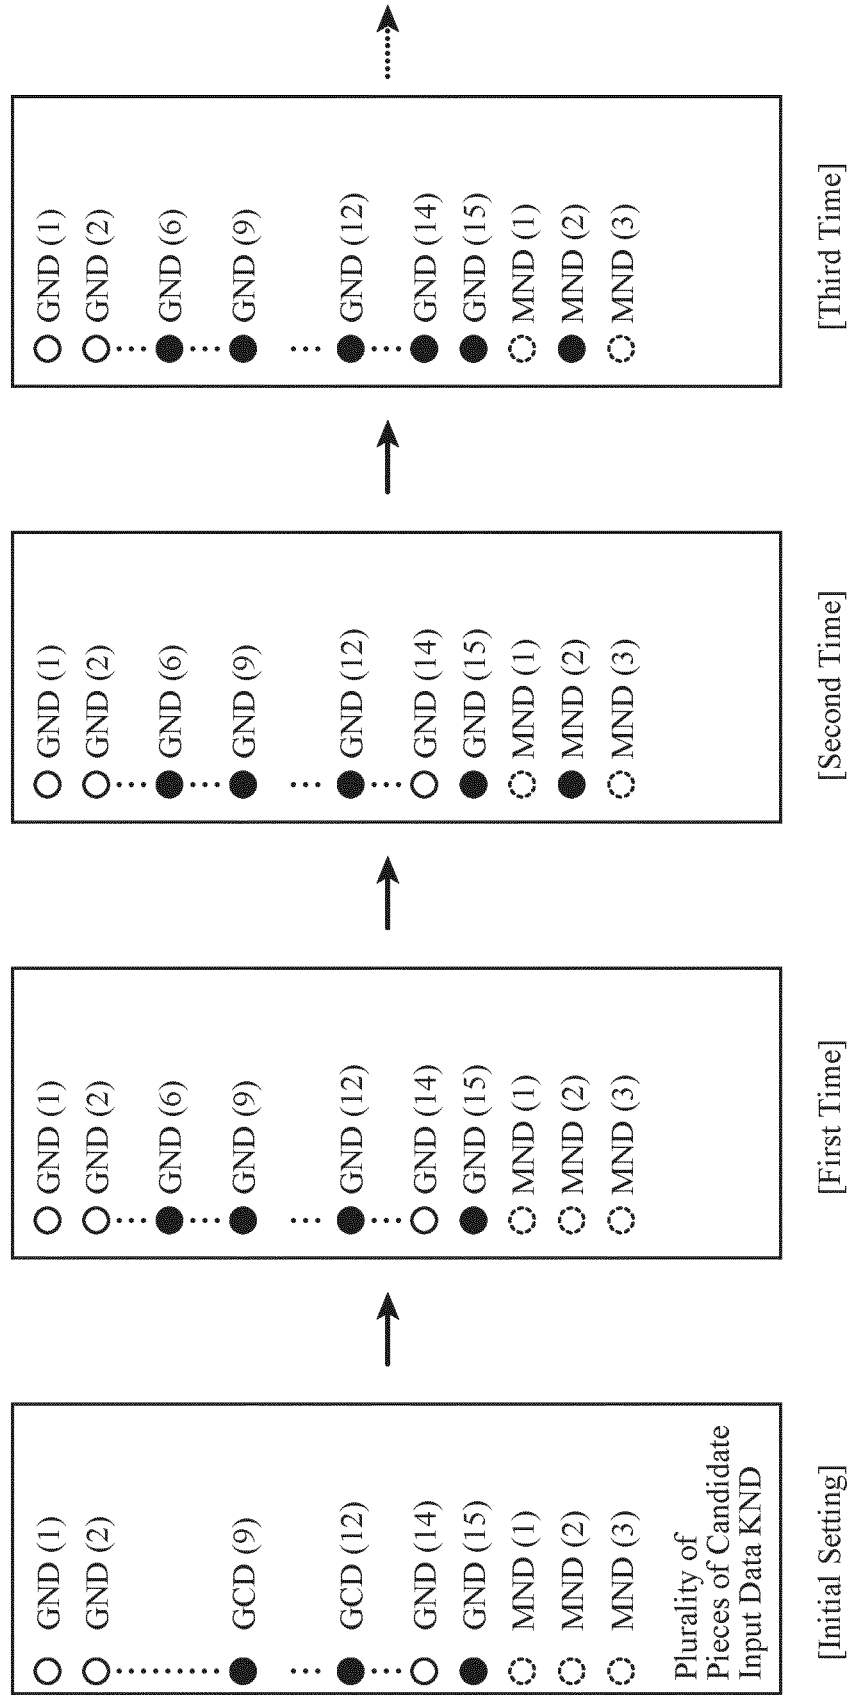 GND (1)
GND (2)
GCD (9)
GCD (12)
GND (14)
GND (15)
MND (1)
MND (2)
MND (3)
Plurality of
Pieces of Candidate
Input Data KND
[Initial Setting]
GND (1)
GND (2)
GND (6)
GND (9)
GND (12)
GND (14)
GND (15)
MND (1)
MND (2)
MND (3)
[First Time]
GND (1)
GND (2)
GND (6)
GND (9)
GND (12)
GND (14)
GND (15)
MND (1)
MND (2)
MND (3)
[Second Time]
GND (1)
GND (2)
GND (6)
GND (9)
GND (12)
GND (14)
GND (15)
MND (1)
MND (2)
MND (3)
[Third Time]